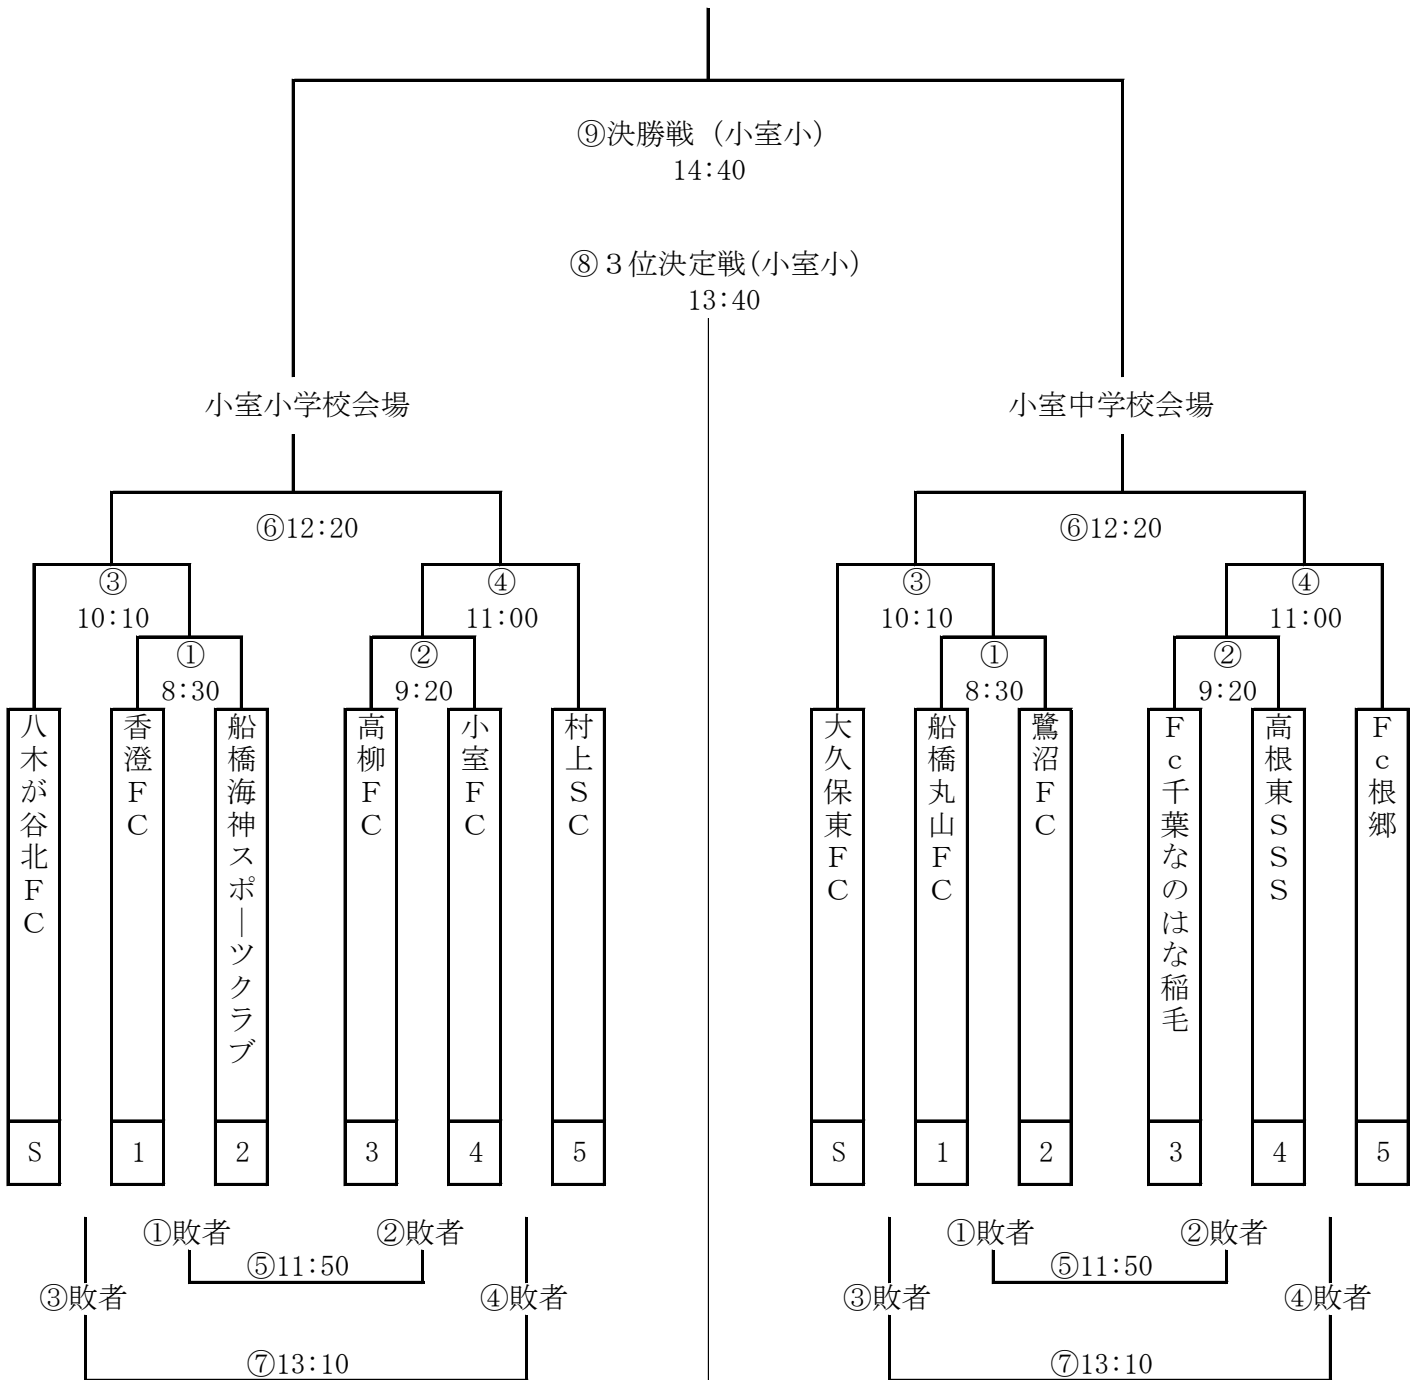 ⑨決勝戦（小室小）
14:40
⑧３位決定戦(小室小)
13:40
小室小学校会場
小室中学校会場
⑥12:20
⑥12:20
③
10:10
④
11:00
③
10:10
④
11:00
①
8:30
②
9:20
①
8:30
②
9:20
八木が谷北ＦＣ
香澄ＦＣ
船橋海神スポーツクラブ
高柳ＦＣ
小室ＦＣ
村上ＳＣ
大久保東ＦＣ
船橋丸山ＦＣ
鷺沼ＦＣ
Ｆｃ千葉なのはな稲毛
高根東ＳＳＳ
Ｆｃ根郷
S
1
2
3
4
5
S
1
2
3
4
5
①敗者
②敗者
①敗者
②敗者
⑤11:50
⑤11:50
③敗者
④敗者
③敗者
④敗者
⑦13:10
⑦13:10